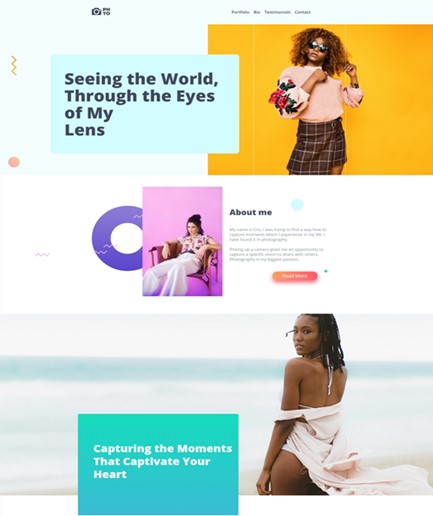 PH
TO
Portfolio Bio Testimonials Contact
Seeing the World,
Through the Eyes
of My
Lens
About me
My name is Cris, I was trying to find a way how to
capture moments which I experience in my life. I
have found it in photography.
Picking up a camera gives me an opportunity to
capture a specific vision to share with others.
Photography is my biggest passion.
Read More
Capturing the Moments
That Captivate Your
Heart